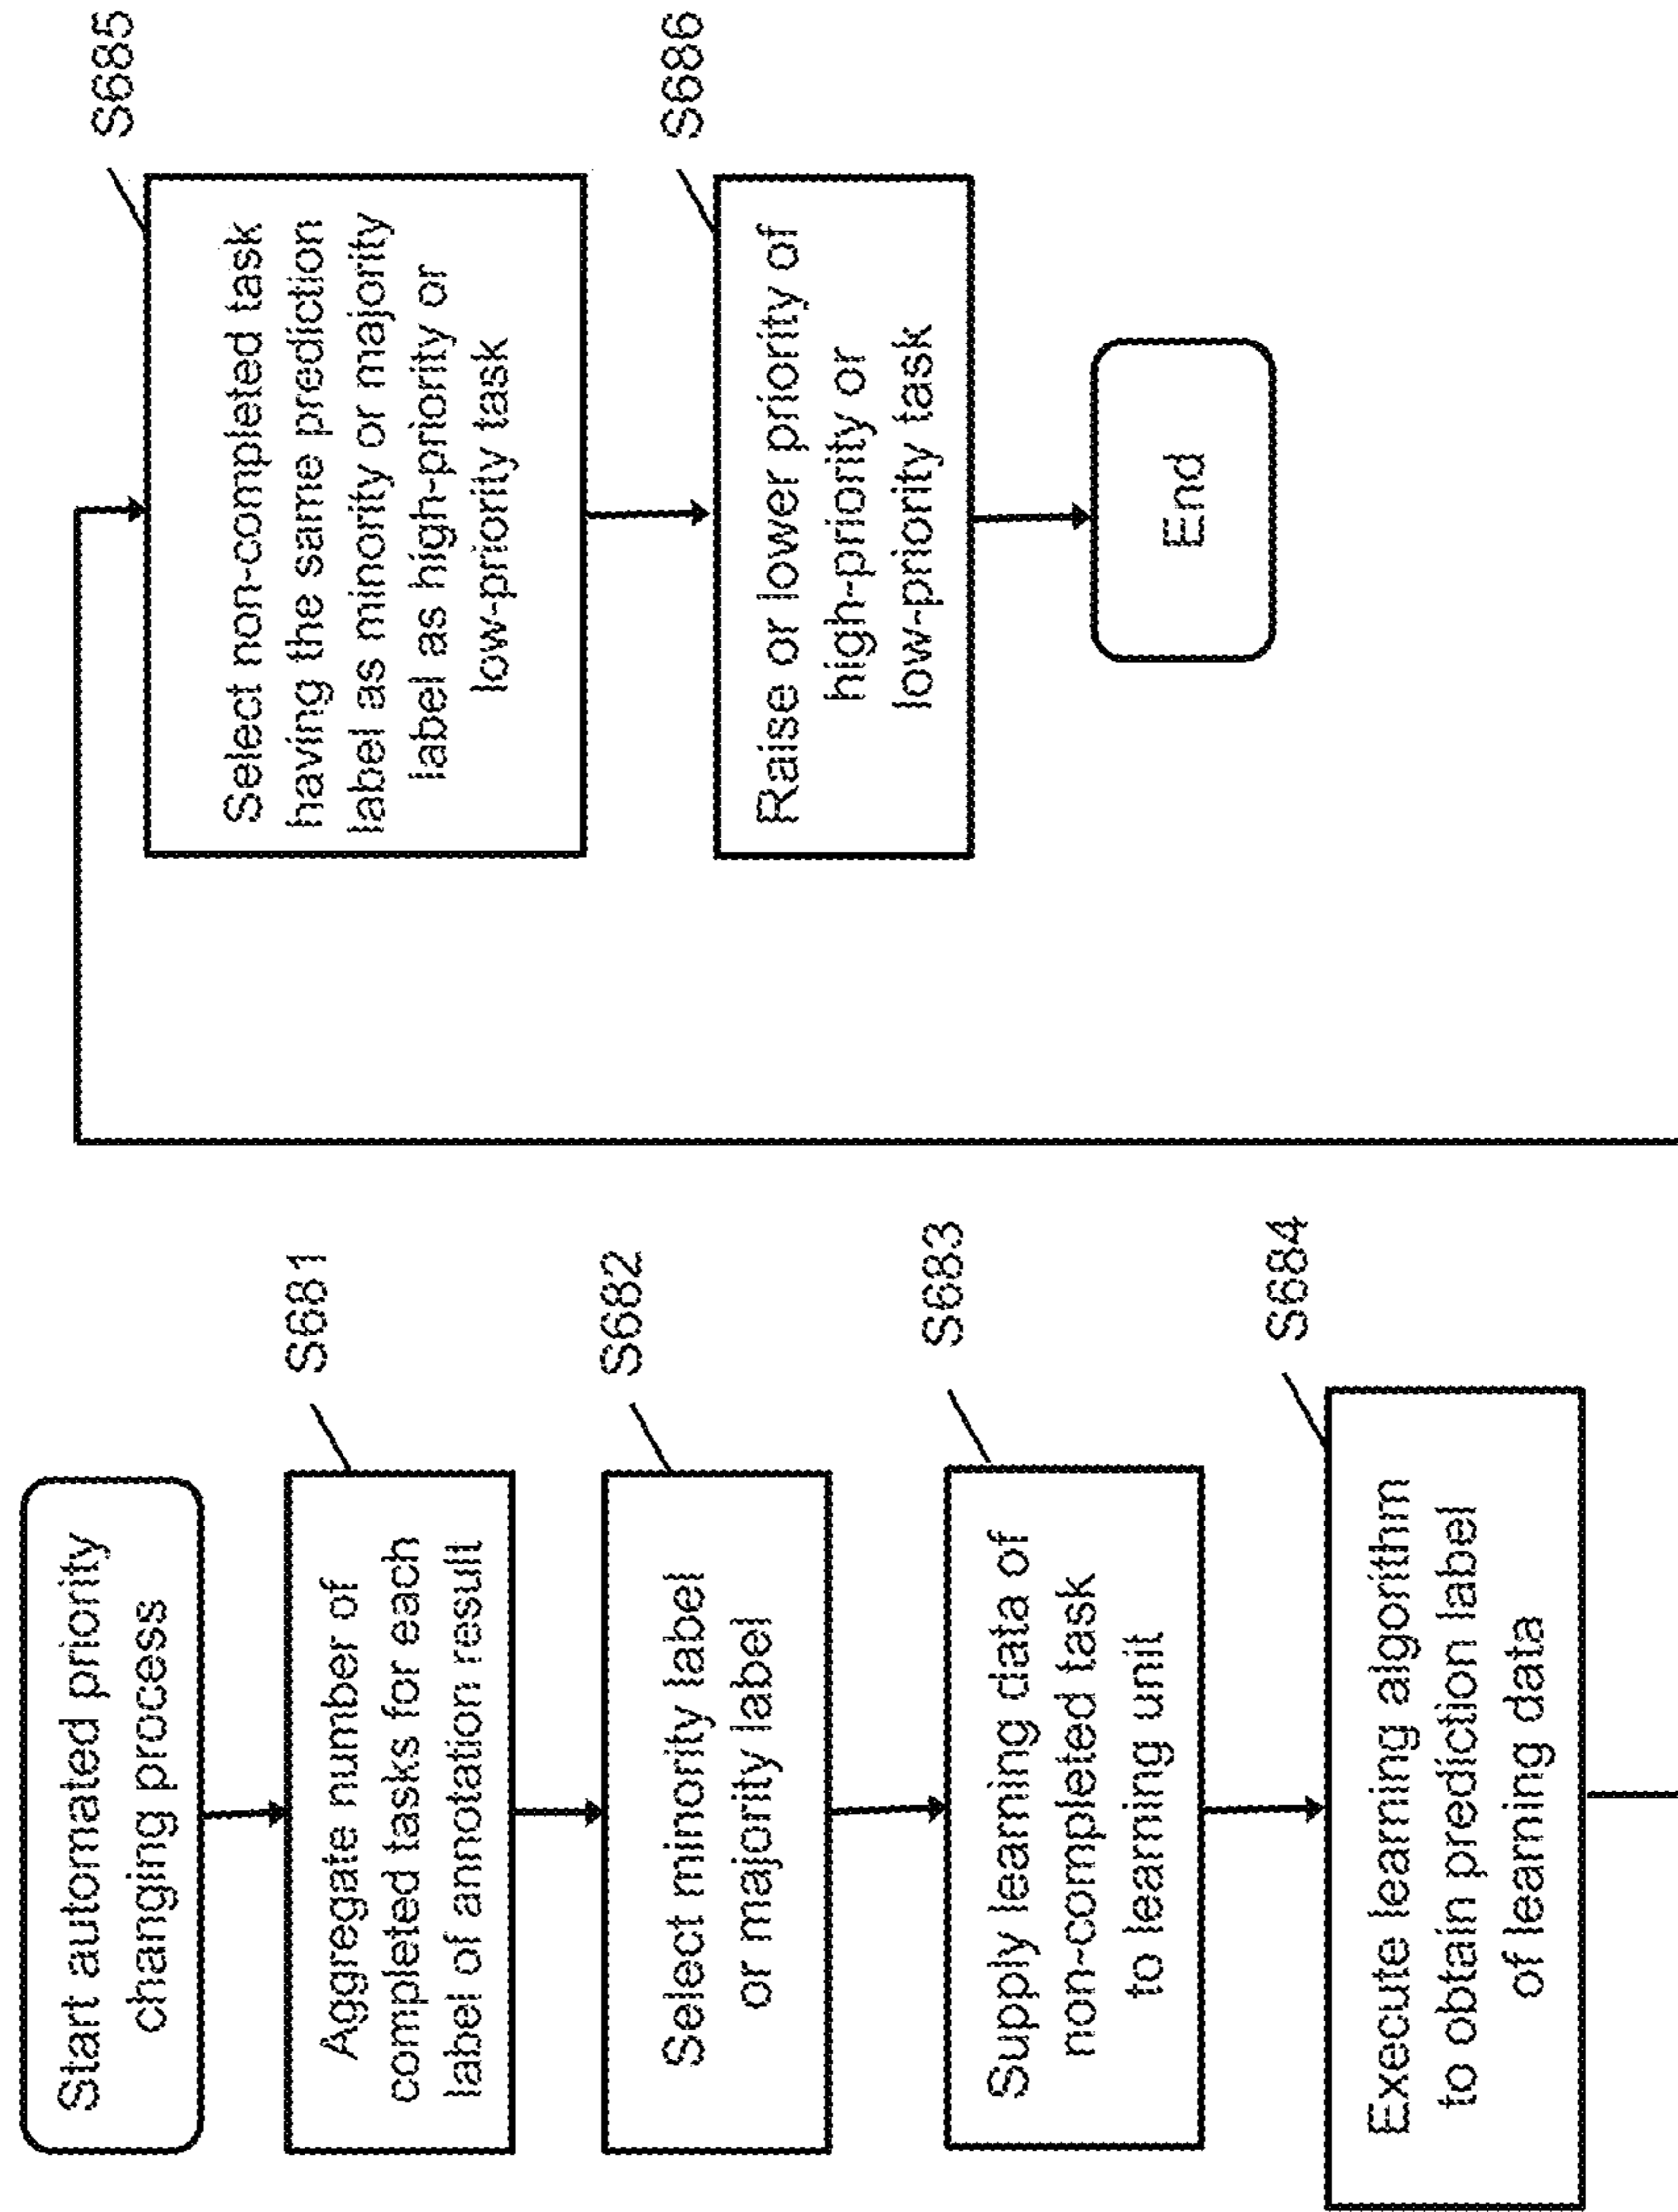 Start automated priority
changing process
S681
Aggregate number of
completed tasks for each
label of annotation result
S682
Select minority label
or majority label
S683
Supply learning data of
non-completed task
to learning unit
S684
Execute learning algorithm
to obtain prediction label
of learning data
S685
Select non-completed task
having the same prediction
label as minority or majority
label as high-priority or
low-priority task
S686
Raise or lower priority of
high-priority or
low-priority task
End